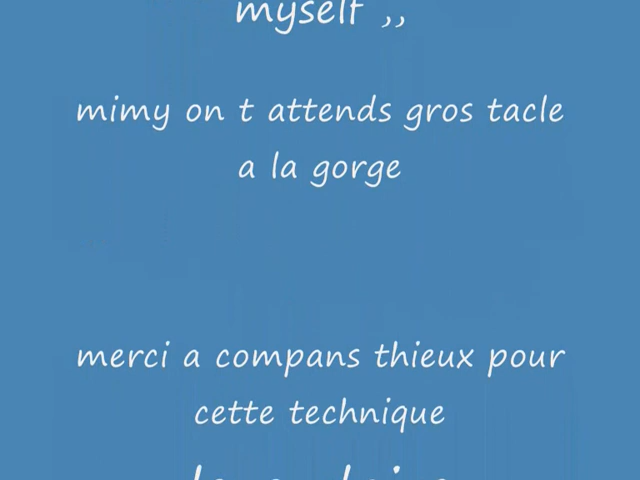 myself ,,
mimy on t attends gros tacle
a la gorge
merci a compans thieux pour
cette technique